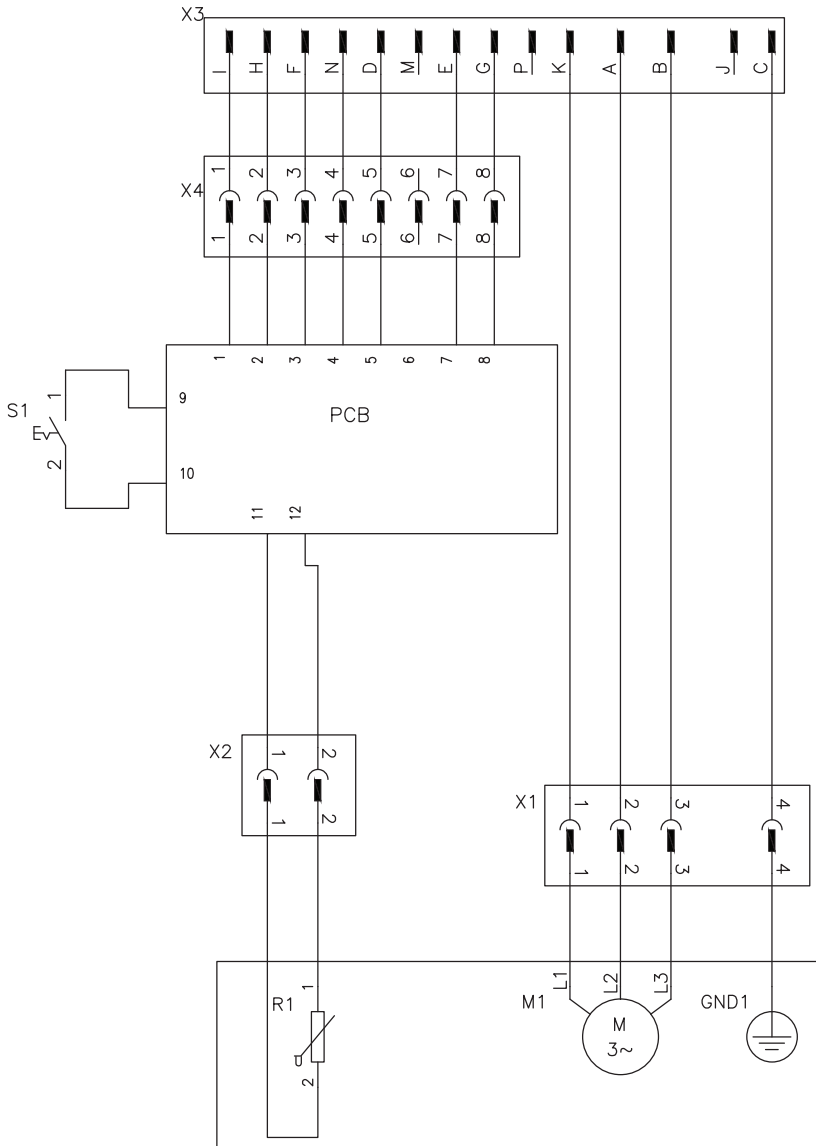 X3
I H F N D M E G P K A B J C
1 2 3 4 5 6 7 8
X4
1 2 3 4 5 6 7 8
1 2 3 4 5 6 7 8
1
S1
2
9
PCB
10
11 12
X2
1 2
1 2
X1
1 2 3 4
1 2 3 4
L1 L2 L3
M1
M
3~
GND1
R1
1
2
U